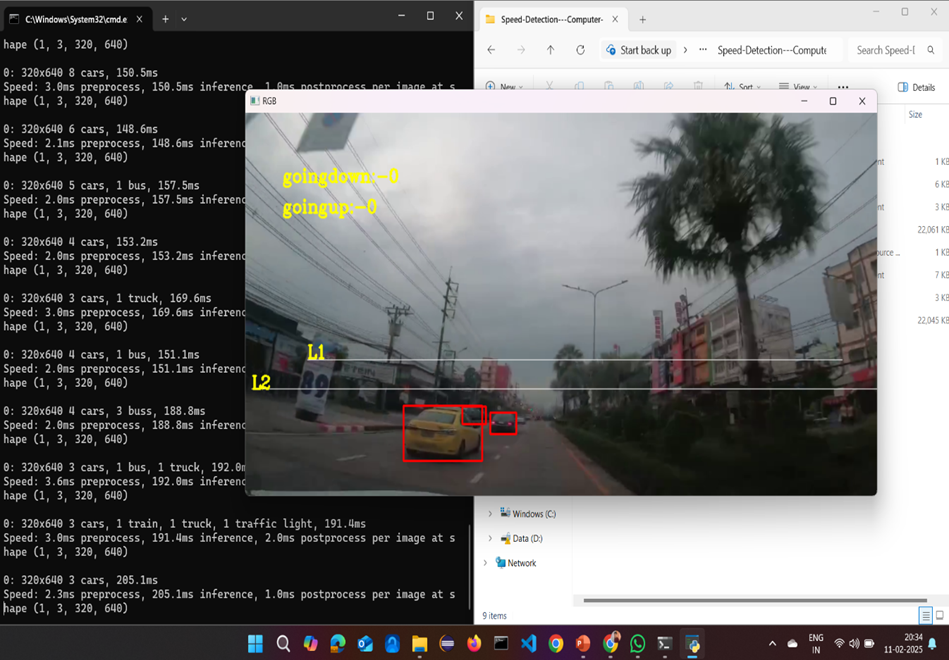 C:\Windows\System32\cmd.e
hape (1, 3, 320, 640)
0: 320x640 8 cars, 150.5ms
Speed: 3.0ms preprocess, 150.5ms inference, 1.0ms postprocess per image at s
hape (1, 3, 320, 640)
0: 320x640 6 cars, 148.6ms
Speed: 2.1ms preprocess, 148.6ms inferenc
hape (1, 3, 320, 640)
0: 320x640 5 cars, 1 bus, 157.5ms
Speed: 2.0ms preprocess, 157.5ms inferenc
hape (1, 3, 320, 640)
0: 320x640 4 cars, 153.2ms
Speed: 2.0ms preprocess, 153.2ms inferenc
hape (1, 3, 320, 640)
0: 320x640 3 cars, 1 truck, 169.6ms
Speed: 3.0ms preprocess, 169.6ms inferenc
hape (1, 3, 320, 640)
0: 320x640 4 cars, 1 bus, 151.1ms
Speed: 2.0ms preprocess, 151.1ms inferenc
hape (1, 3, 320, 640)
0: 320x640 4 cars, 3 buss, 188.8ms
Speed: 2.0ms preprocess, 188.8ms inferenc
hape (1, 3, 320, 640)
0: 320x640 3 cars, 1 bus, 1 truck, 192.0m
Speed: 3.6ms preprocess, 192.0ms inferenc
hape (1, 3, 320, 640)
0: 320x640 3 cars, 1 train, 1 truck, 1 traffic light, 191.4ms
Speed: 3.0ms preprocess, 191.4ms inference, 2.0ms postprocess per image at s
hape (1, 3, 320, 640)
0: 320x640 3 cars, 205.1ms
Speed: 2.3ms preprocess, 205.1ms inference, 1.0ms postprocess per image at s
hape (1, 3, 320, 640)
Speed-Detection---Computer-
Start back up > ... Speed-Detection---Compute
Search Speed-[
New Sort View ... Details
Size
nt 1 KB
6 KB
nt 3 KB
22,061 KB
ource ... 1 KB
nt 7 KB
3 KB
22,045 KB
RGB
goingdown:-0
goingup:-0
L1
L2
89
Windows (C:)
Data (D:)
Network
9 items
ENG
IN
20:34
11-02-2025